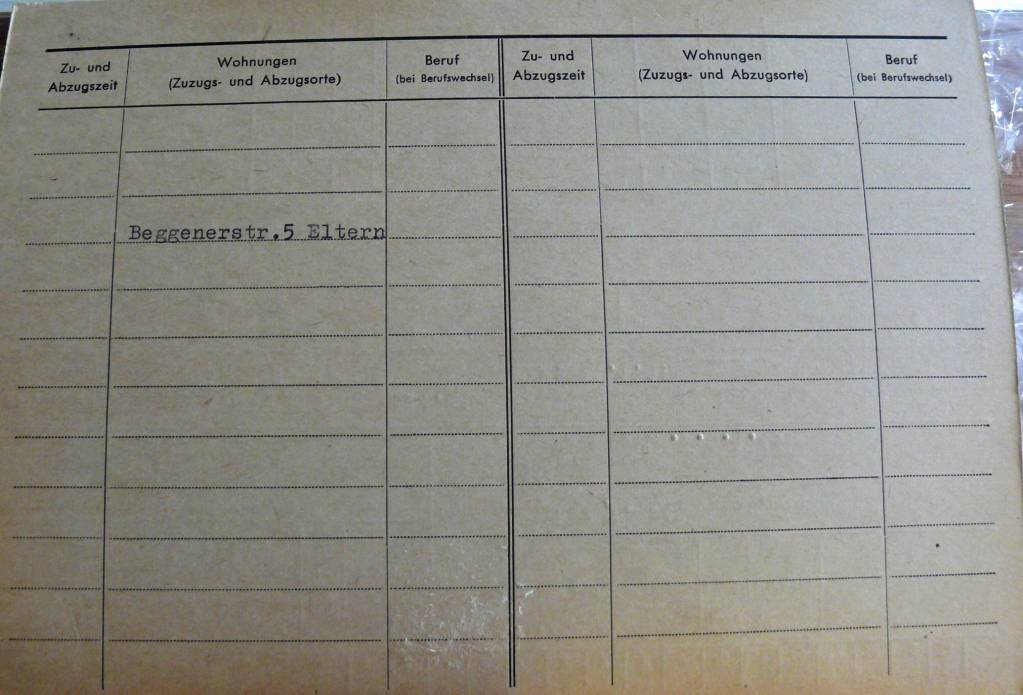 Zu- und
Abzugszeit
Wohnungen
(Zuzugs- und Abzugsorte)
Beruf
(bei Berufswechsel)
Zu- und
Abzugszeit
Wohnungen
(Zuzugs- und Abzugsorte)
Beruf
(bei Berufswechsel)
Beggenerstr.5 Eltern